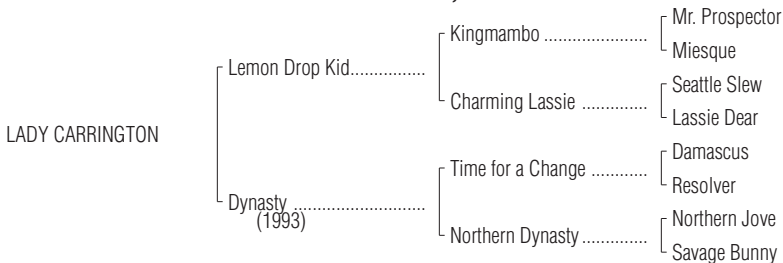 Mr. Prospector
Kingmambo ......................
Miesque
Lemon Drop Kid................
Seattle Slew
Charming Lassie ..............
Lassie Dear
LADY CARRINGTON
Damascus
Time for a Change ............
Resolver
Dynasty ............................
(1993)
Northern Jove
Northern Dynasty..............
Savage Bunny